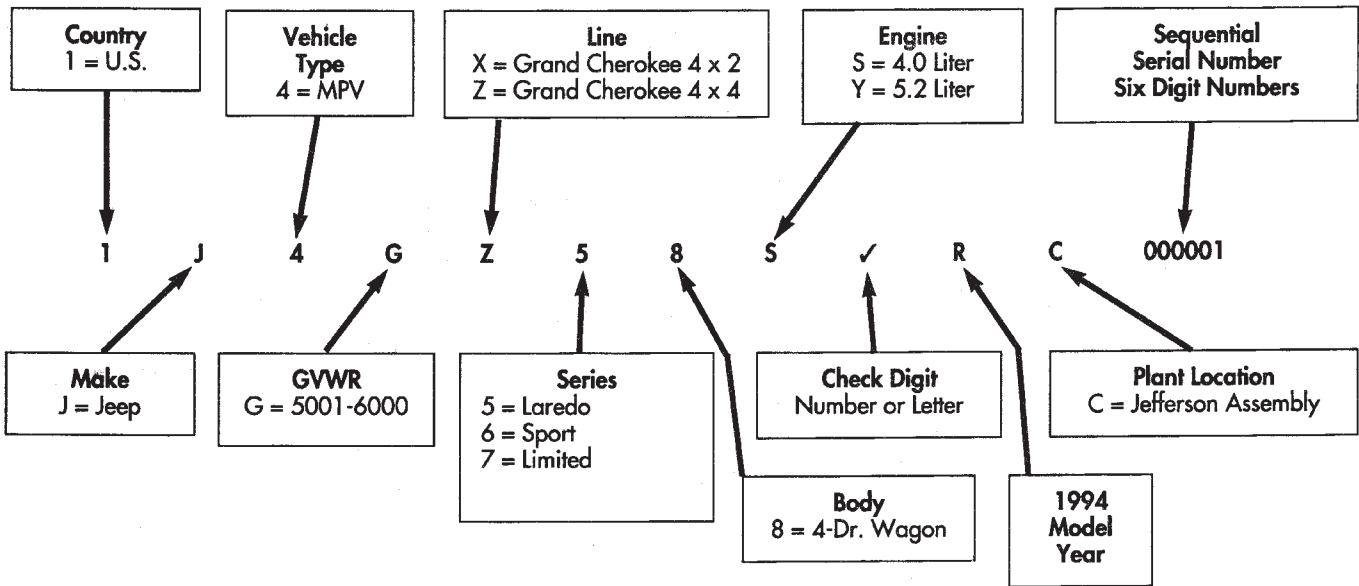 Country
1 = U.S.
Vehicle
Type
4 = MPV
Line
X = Grand Cherokee 4 x 2
Z = Grand Cherokee 4 x 4
Engine
S = 4.0 Liter
Y = 5.2 Liter
Sequential
Serial Number
Six Digit Numbers
1 J 4 G Z 5 8 S ✓ R C 000001
Make
J = Jeep
GVWR
G = 5001-6000
Series
5 = Laredo
6 = Sport
7 = Limited
Check Digit
Number or Letter
Plant Location
C = Jefferson Assembly
Body
8 = 4-Dr. Wagon
1994
Model
Year